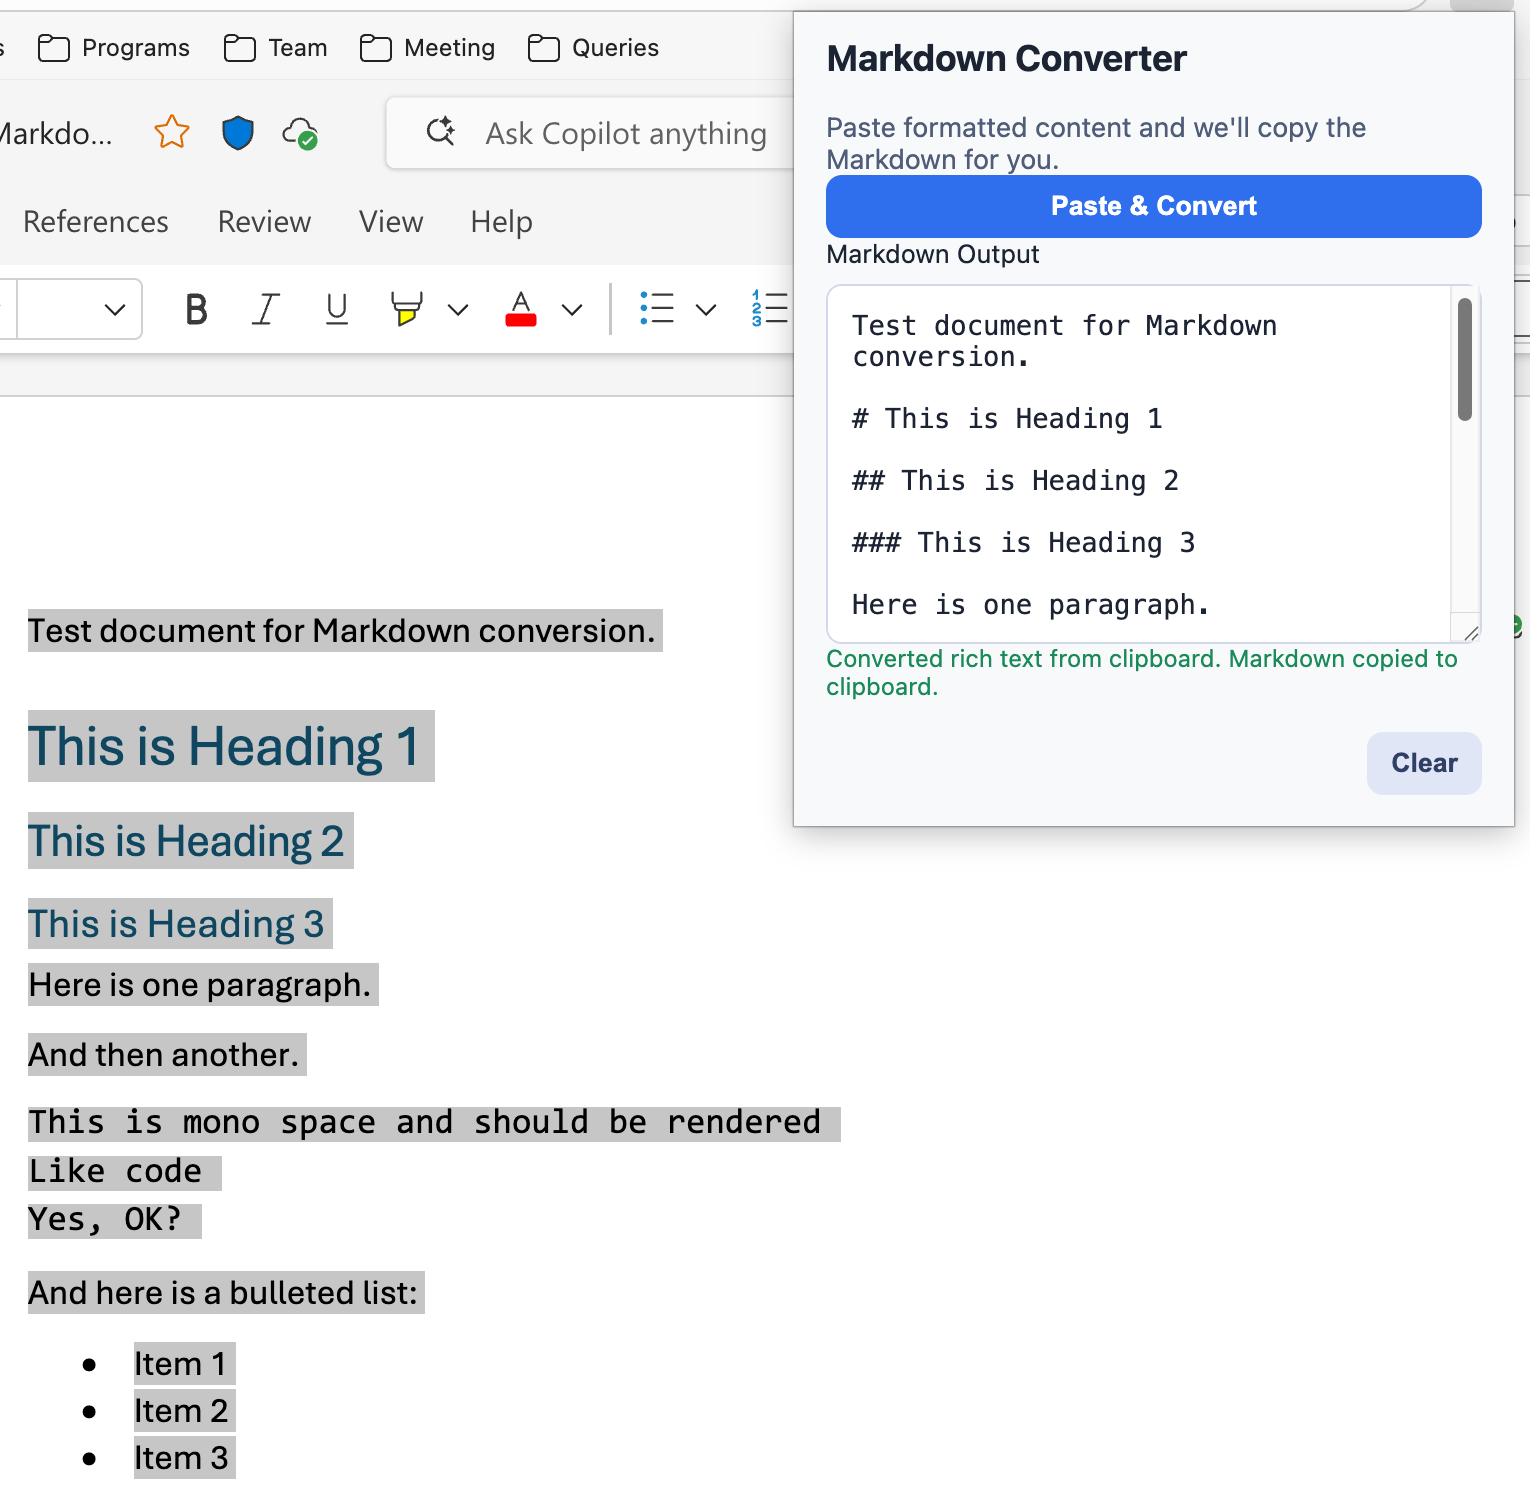 Programs Team Meeting Queries
Markdo... Ask Copilot anything
References Review View Help
B I U A
1
2
3
Test document for Markdown conversion.
This is Heading 1
This is Heading 2
This is Heading 3
Here is one paragraph.
And then another.
This is mono space and should be rendered
Like code
Yes, OK?
And here is a bulleted list:
• Item 1
• Item 2
• Item 3
Markdown Converter
Paste formatted content and we'll copy the
Markdown for you.
Paste & Convert
Markdown Output
Test document for Markdown
conversion.
# This is Heading 1
## This is Heading 2
### This is Heading 3
Here is one paragraph.
Converted rich text from clipboard. Markdown copied to
clipboard.
Clear